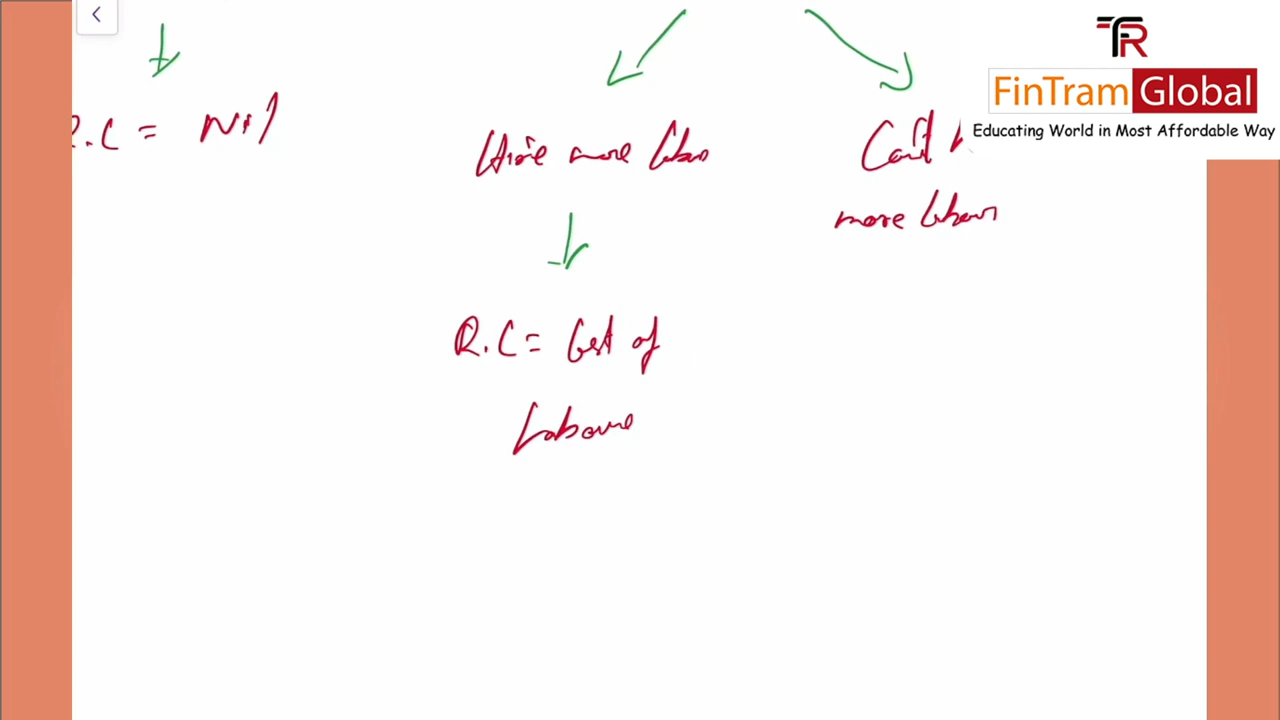 FinTram Global
Educating World in Most Affordable Way
R.C = Nil
Hire more labour
Can't
more labour
R.C = Cost of
Labour